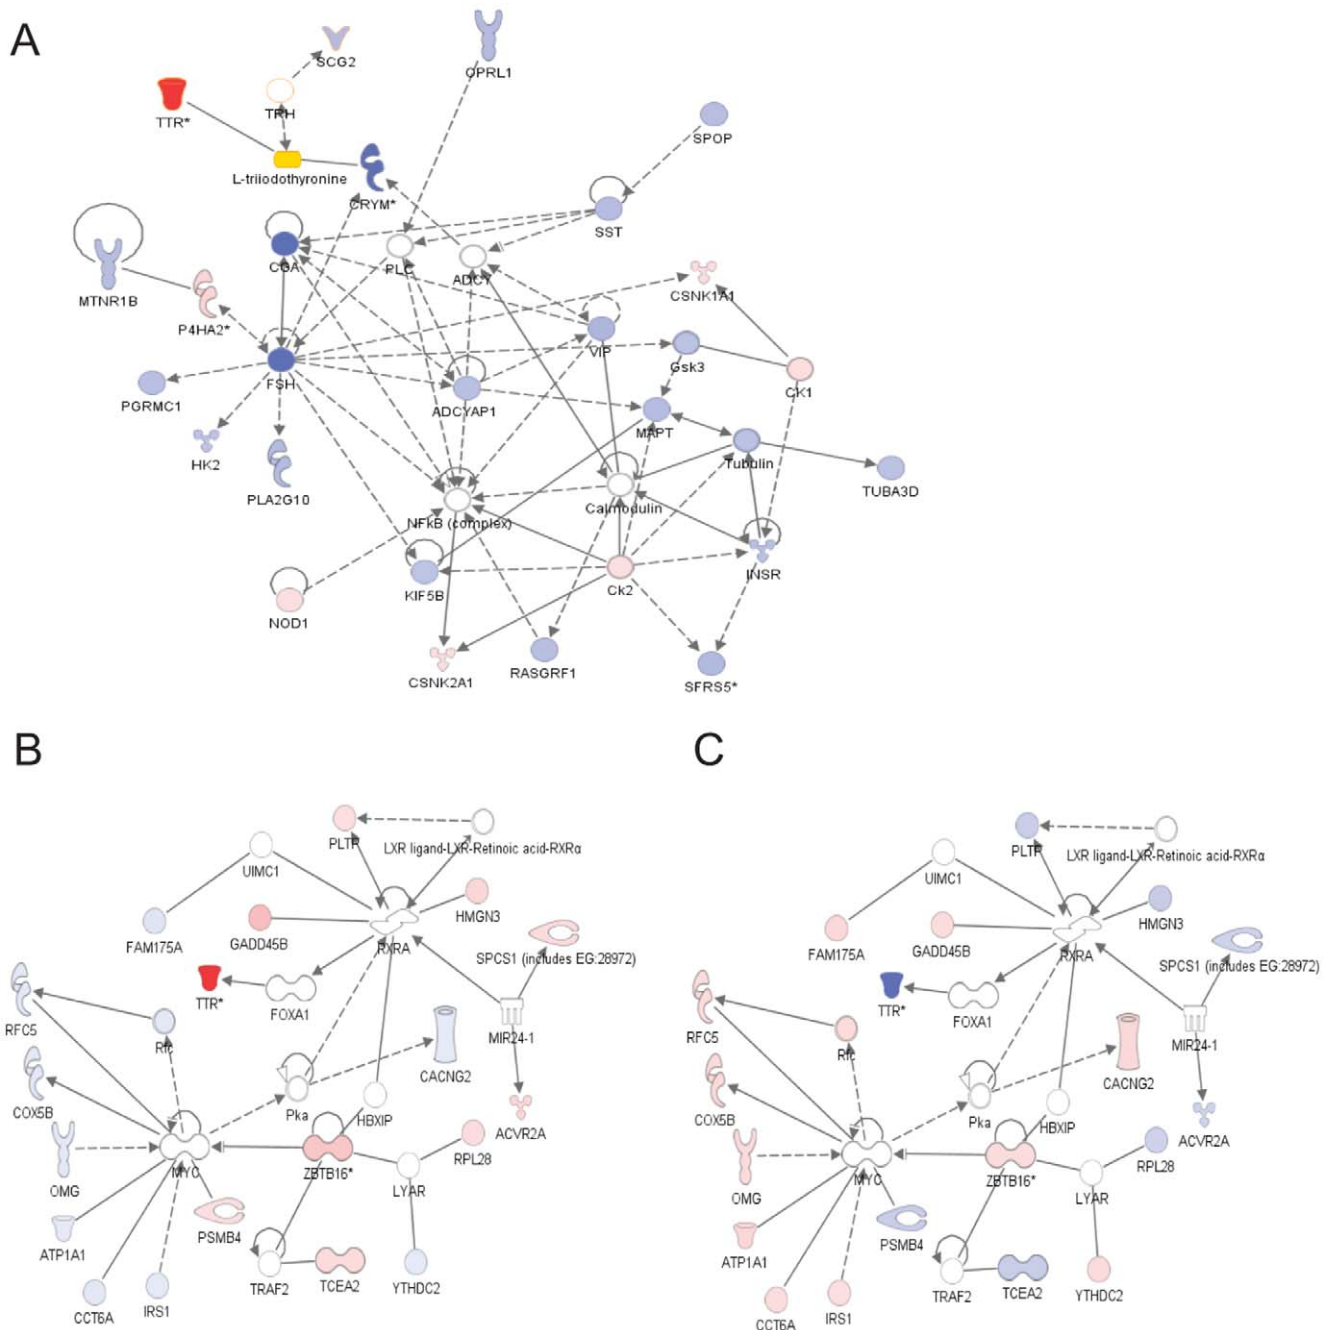 A
SCG2
OPRL1
TRH
TTR*
SPOP
L-triiodothyronine
CRYM*
SST
CGA
PLC
ADCY
CSNK1A1
MTNR1B
P4HA2*
VIP
Gsk3
FSH
CK1
PGRMC1
ADCYAP1
MAPT
HK2
Tubulin
PLA2G10
TUBA3D
Calmodulin
NFkB (complex)
INSR
KIF5B
Ck2
NOD1
CSNK2A1
RASGRF1
SFRS5*
B
PLTP
LXR ligand-LXR-Retinoic acid-RXRα
UIMC1
HMGN3
FAM175A
GADD45B
RXRA
SPCS1 (includes EG:28972)
TTR*
FOXA1
RFC5
Rfc
MIR24-1
CACNG2
COX5B
Pka
HBXIP
ACVR2A
MYC
ZBTB16*
RPL28
OMG
LYAR
PSMB4
ATP1A1
TRAF2
TCEA2
YTHDC2
CCT6A
IRS1
C
PLTP
LXR ligand-LXR-Retinoic acid-RXRα
UIMC1
HMGN3
FAM175A
GADD45B
RXRA
SPCS1 (includes EG:28972)
TTR*
FOXA1
RFC5
Rfc
MIR24-1
CACNG2
COX5B
Pka
HBXIP
ACVR2A
MYC
ZBTB16*
RPL28
OMG
LYAR
PSMB4
ATP1A1
TRAF2
TCEA2
YTHDC2
CCT6A
IRS1